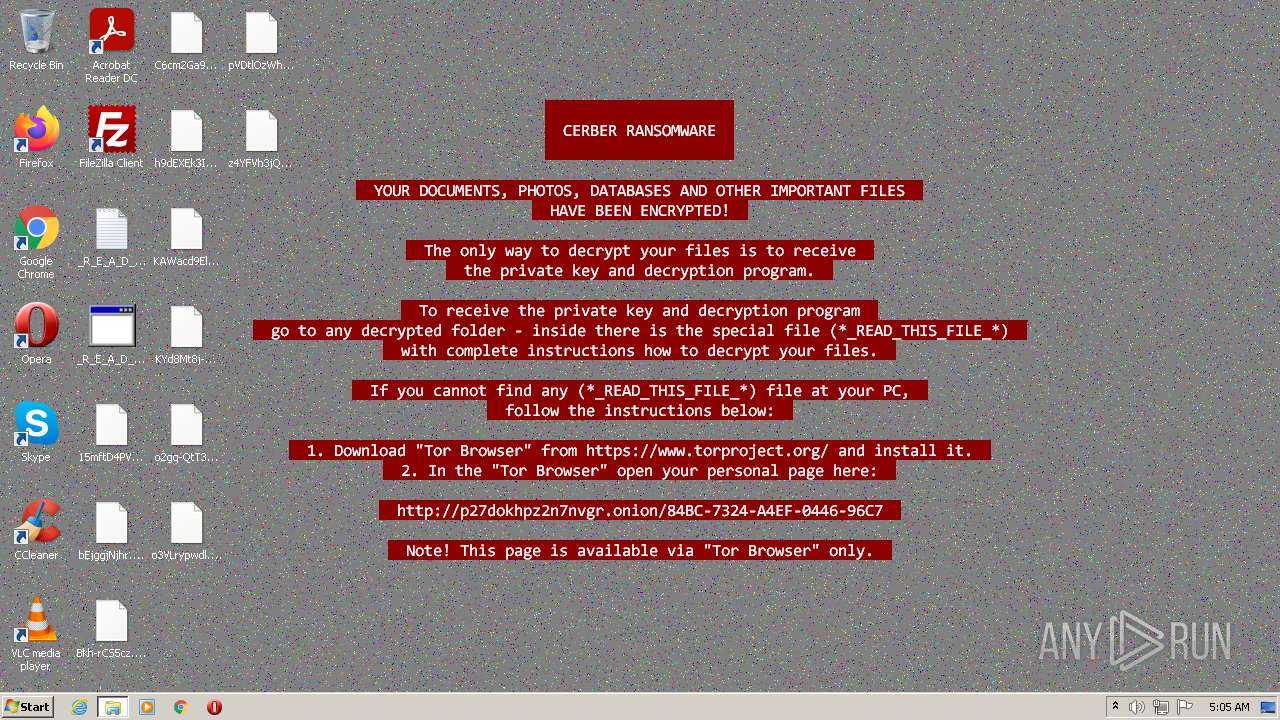 Recycle Bin
Acrobat
Reader DC
C6cm2Ga9...
pVDtlOzWh...
Firefox
FileZilla Client
h9dEXEk3I...
z4YFVh3jQ...
Google
Chrome
_R_E_A_D_...
KAWacd9El...
Opera
_R_E_A_D_...
KYd8Mt8j-...
Skype
15mftD4PV...
o2gq-QtT3...
CCleaner
bEjggjNjhr....
o3VLrypwdl....
VLC media
player
BKh-rCS5cz....
CERBER RANSOMWARE
YOUR DOCUMENTS, PHOTOS, DATABASES AND OTHER IMPORTANT FILES
HAVE BEEN ENCRYPTED!
The only way to decrypt your files is to receive
the private key and decryption program.
To receive the private key and decryption program
go to any decrypted folder - inside there is the special file (*_READ_THIS_FILE_*)
with complete instructions how to decrypt your files.
If you cannot find any (*_READ_THIS_FILE_*) file at your PC,
follow the instructions below:
1. Download "Tor Browser" from https://www.torproject.org/ and install it.
2. In the "Tor Browser" open your personal page here:
http://p27dokhpz2n7nvgr.onion/84BC-7324-A4EF-0446-96C7
Note! This page is available via "Tor Browser" only.
ANY RUN
Start
5:05 AM